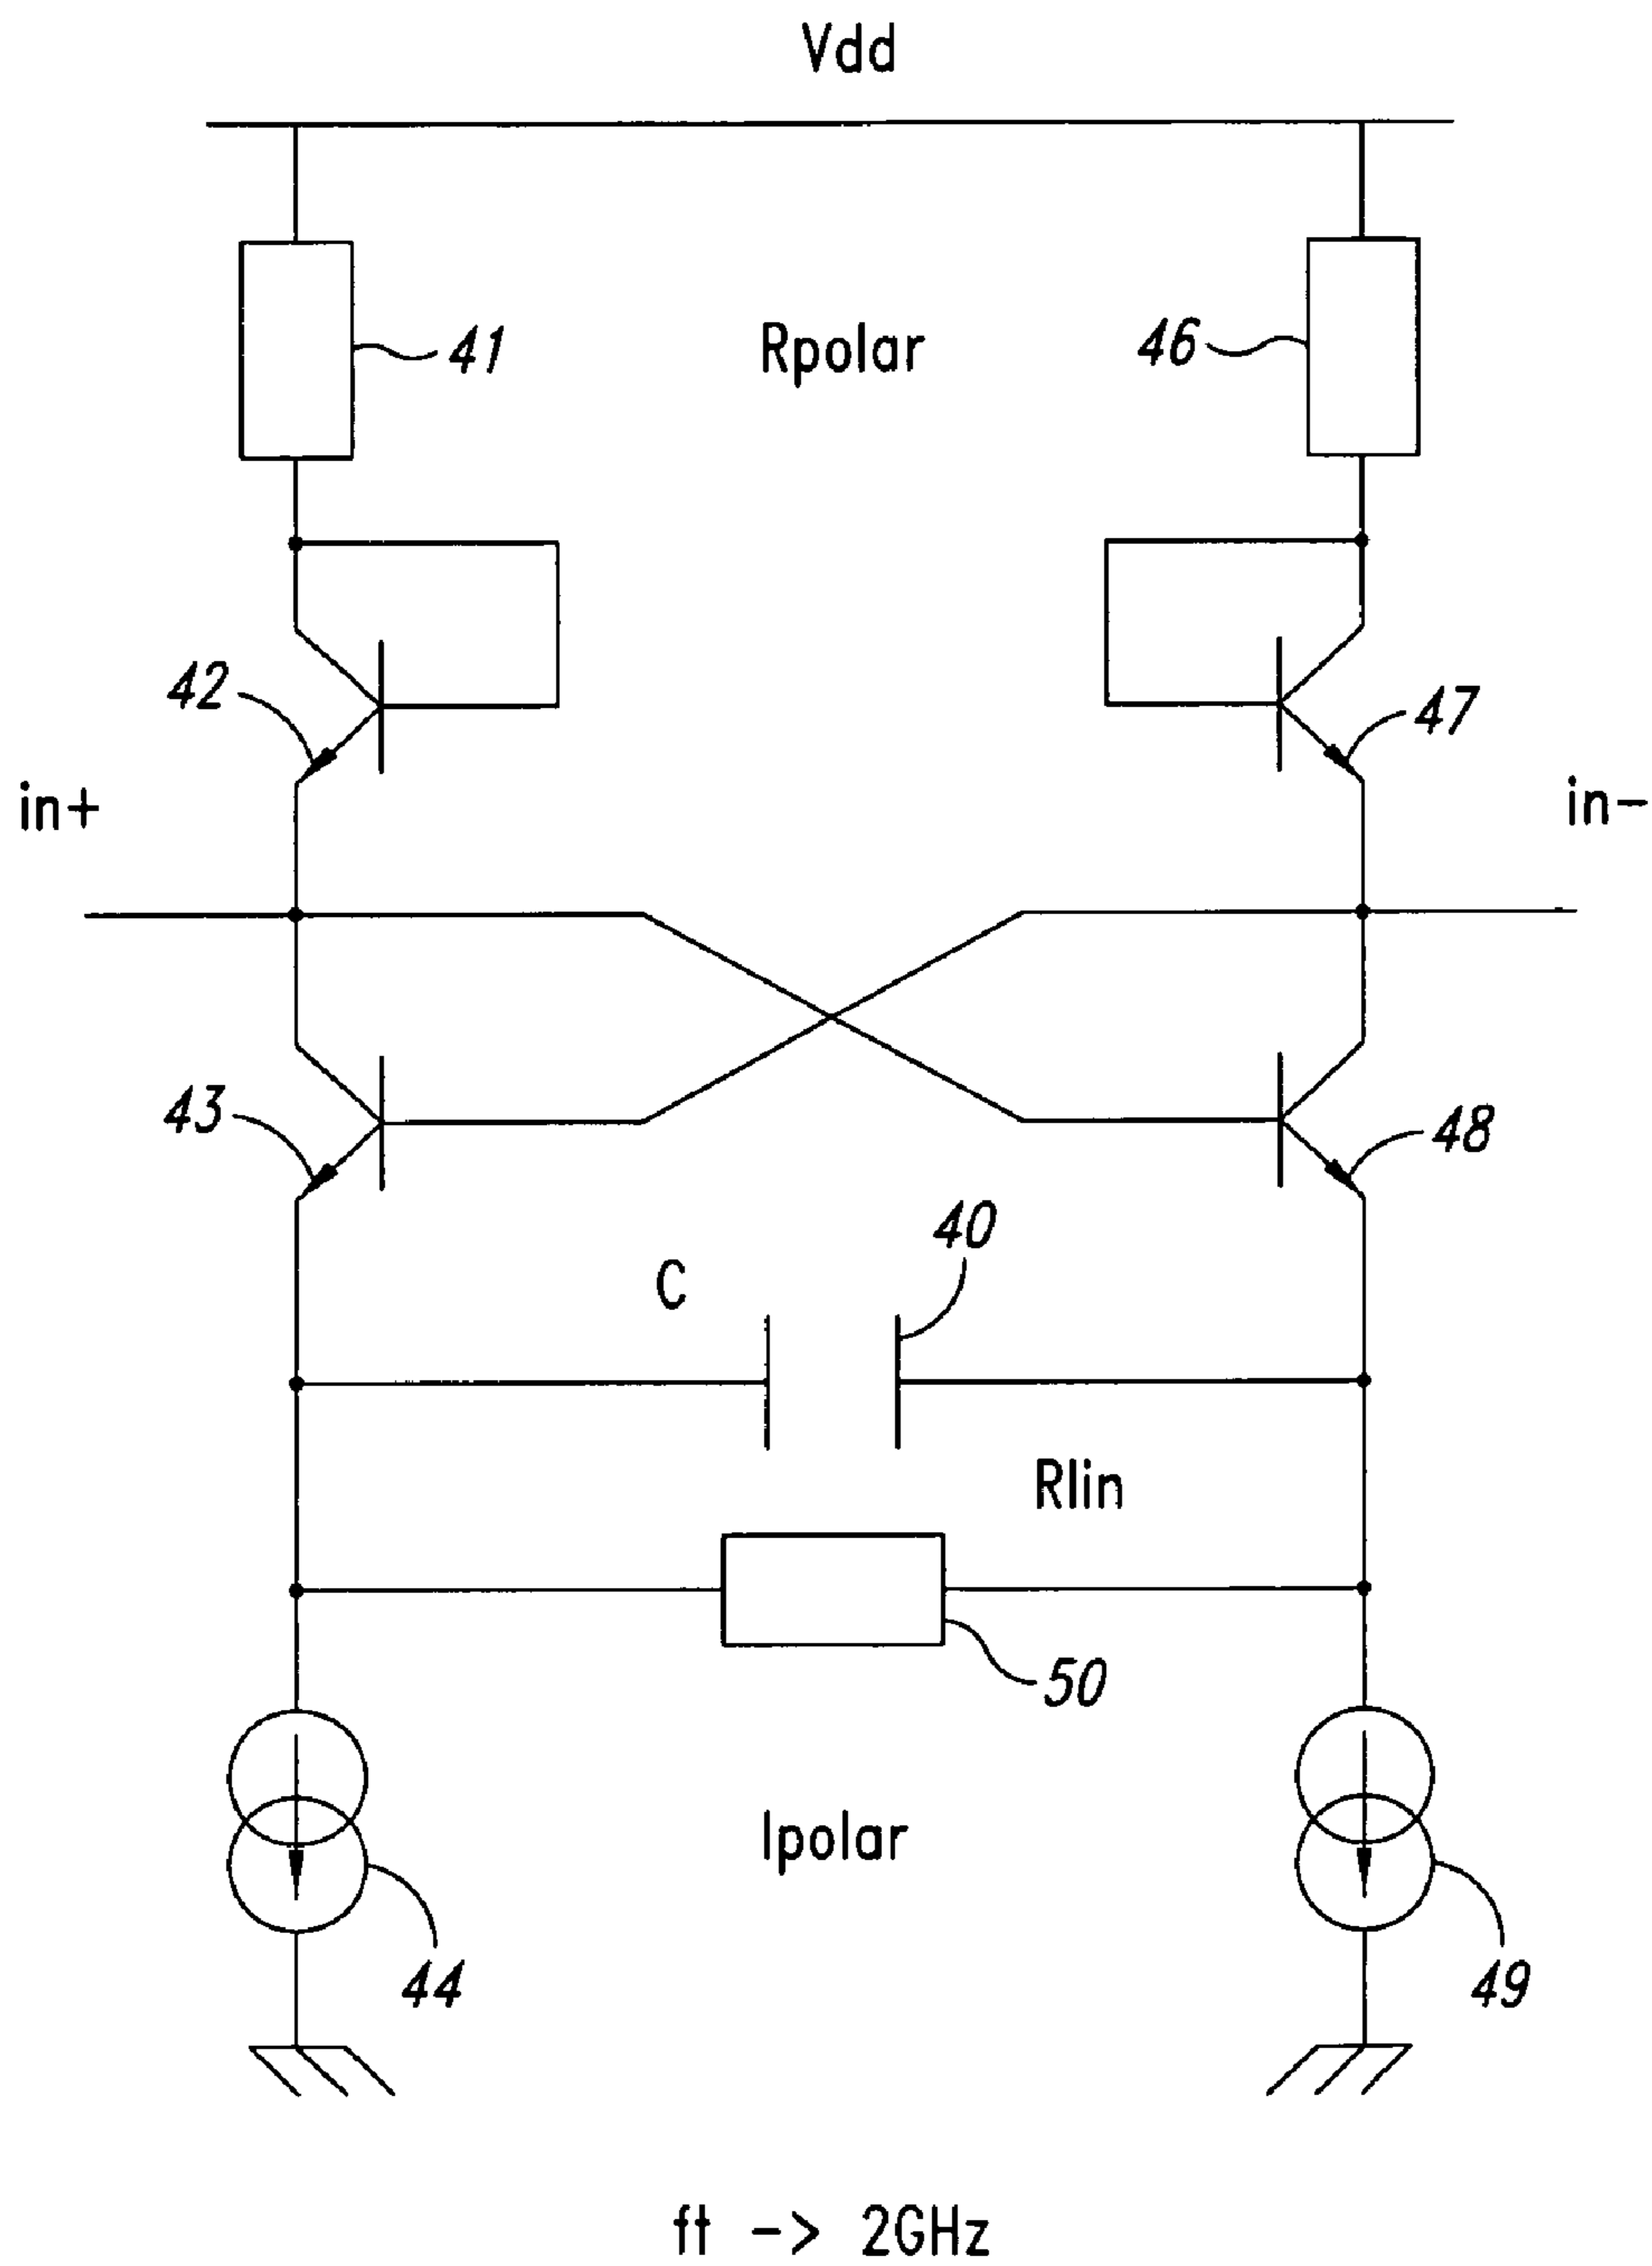 Vdd
41
Rpolar
46
42
47
in+
in-
43
48
40
C
Rlin
50
Ipolar
44
49
ft -> 2GHz